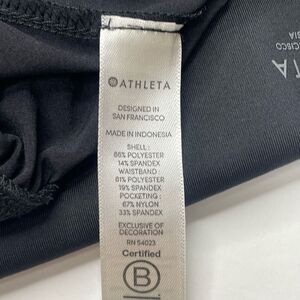 ATHLETA
DESIGNED IN
SAN FRANCISCO
MADE IN INDONESIA
SHELL :
86% POLYESTER
14% SPANDEX
WAISTBAND :
81% POLYESTER
19% SPANDEX
POCKETING :
67% NYLON
33% SPANDEX
EXCLUSIVE OF
DECORATION
RN 54023
Certified
B